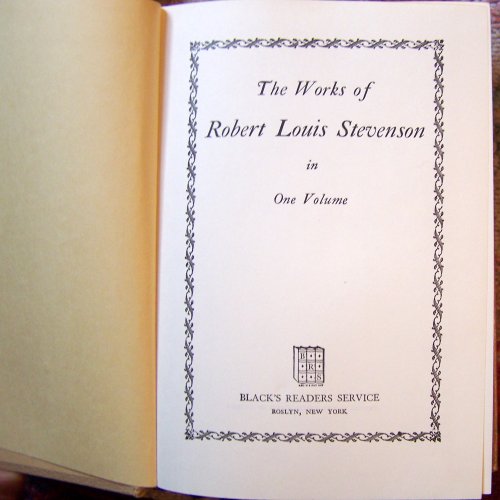 The Works of
Robert Louis Stevenson
in
One Volume
B R S
BLACK'S READERS SERVICE
ROSLYN, NEW YORK